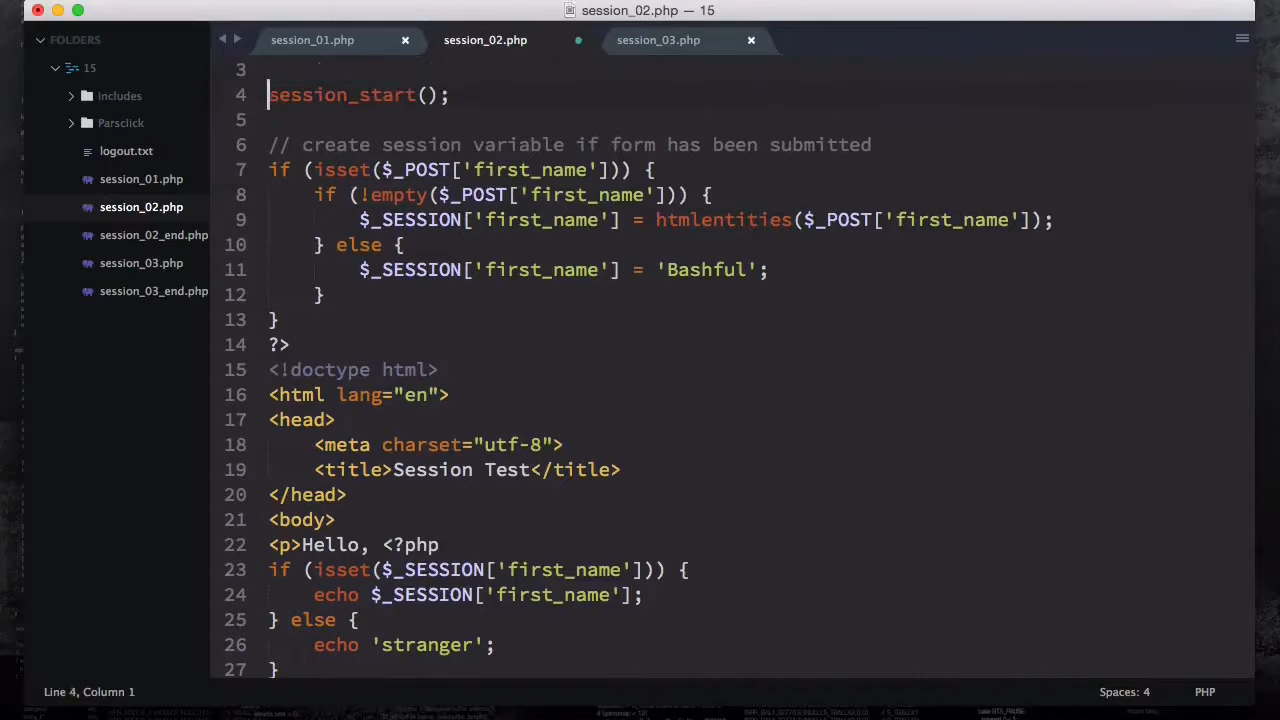 session_02.php — 15
FOLDERS
15
Includes
Parsclick
logout.txt
session_01.php
session_02.php
session_02_end.php
session_03.php
session_03_end.php
session_01.php
session_02.php
session_03.php
3
4 session_start();
5
6 // create session variable if form has been submitted
7 if (isset($_POST['first_name'])) {
8 if (!empty($_POST['first_name'])) {
9 $_SESSION['first_name'] = htmlentities($_POST['first_name']);
10 } else {
11 $_SESSION['first_name'] = 'Bashful';
12 }
13 }
14 ?>
15 <!doctype html>
16 <html lang="en">
17 <head>
18 <meta charset="utf-8">
19 <title>Session Test</title>
20 </head>
21 <body>
22 <p>Hello, <?php
23 if (isset($_SESSION['first_name'])) {
24 echo $_SESSION['first_name'];
25 } else {
26 echo 'stranger';
27 }
Line 4, Column 1
Spaces: 4
PHP